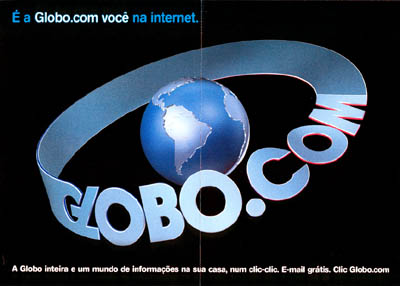 É a Globo.com você na internet.
GLOBO.COM
A Globo inteira e um mundo de informações na sua casa, num clic-clic. E-mail grátis. Clic Globo.com